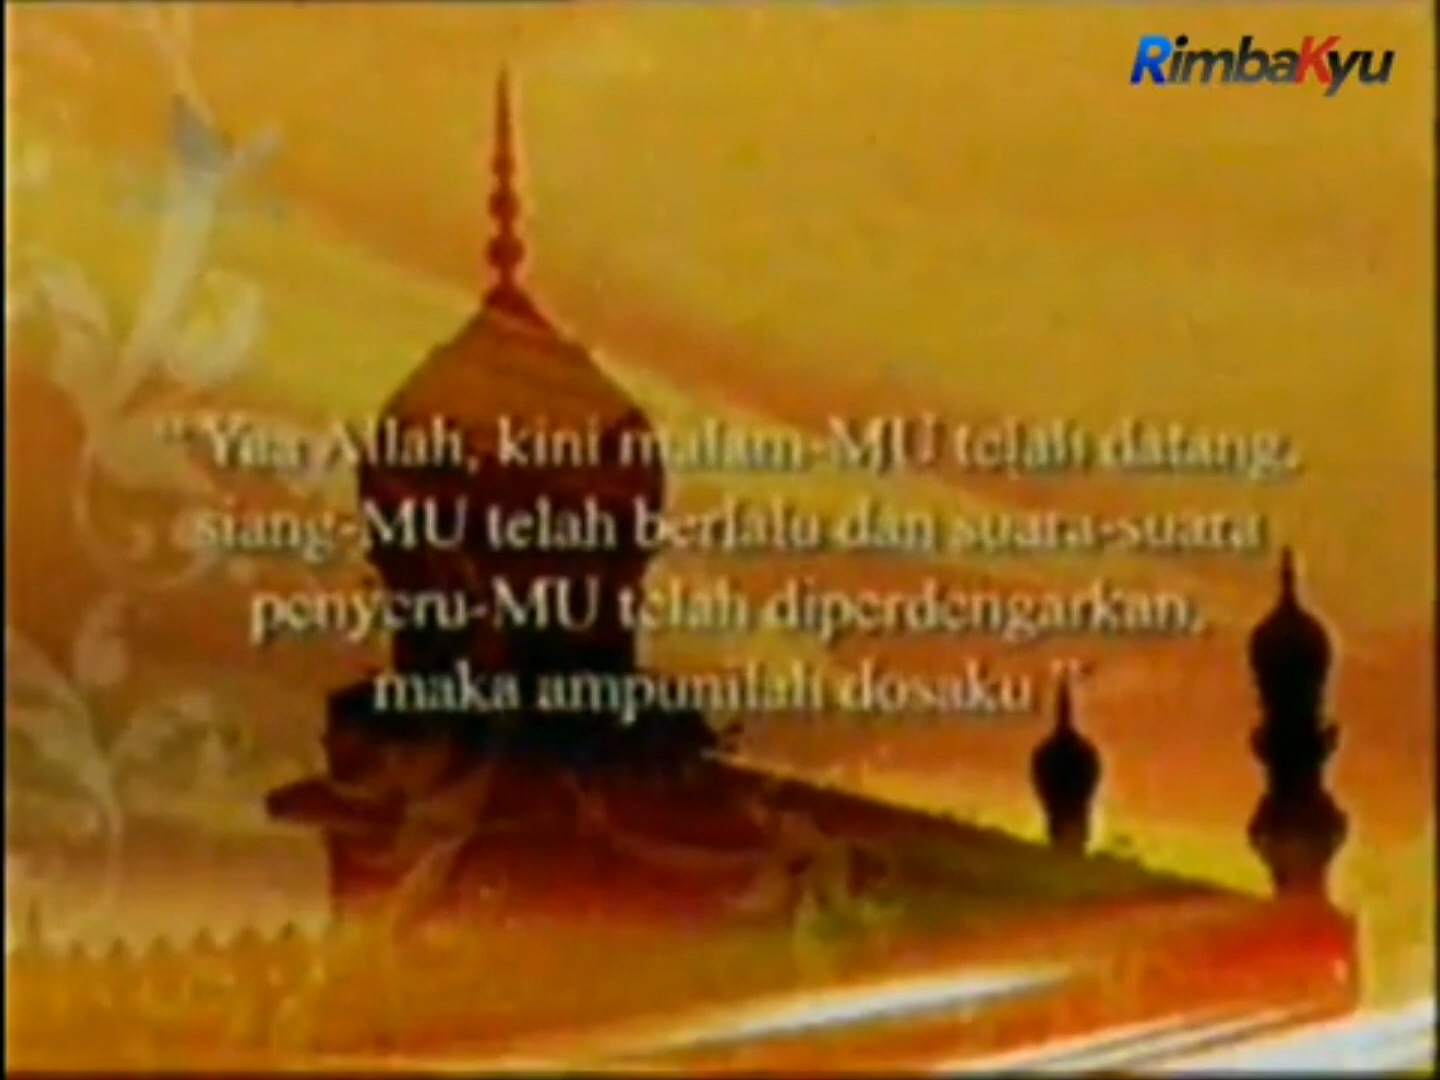 RimbaKyu
“ Yaa Allah, kini malam-MU telah datang,
siang-MU telah berlalu dan suara-suara
penyeru-MU telah diperdengarkan,
maka ampunilah dosaku ”